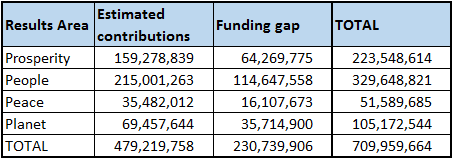 Results Area Estimated contributions Funding gap TOTAL
Prosperity 159,278,839 64,269,775 223,548,614
People 215,001,263 114,647,558 329,648,821
Peace 35,482,012 16,107,673 51,589,685
Planet 69,457,644 35,714,900 105,172,544
TOTAL 479,219,758 230,739,906 709,959,664